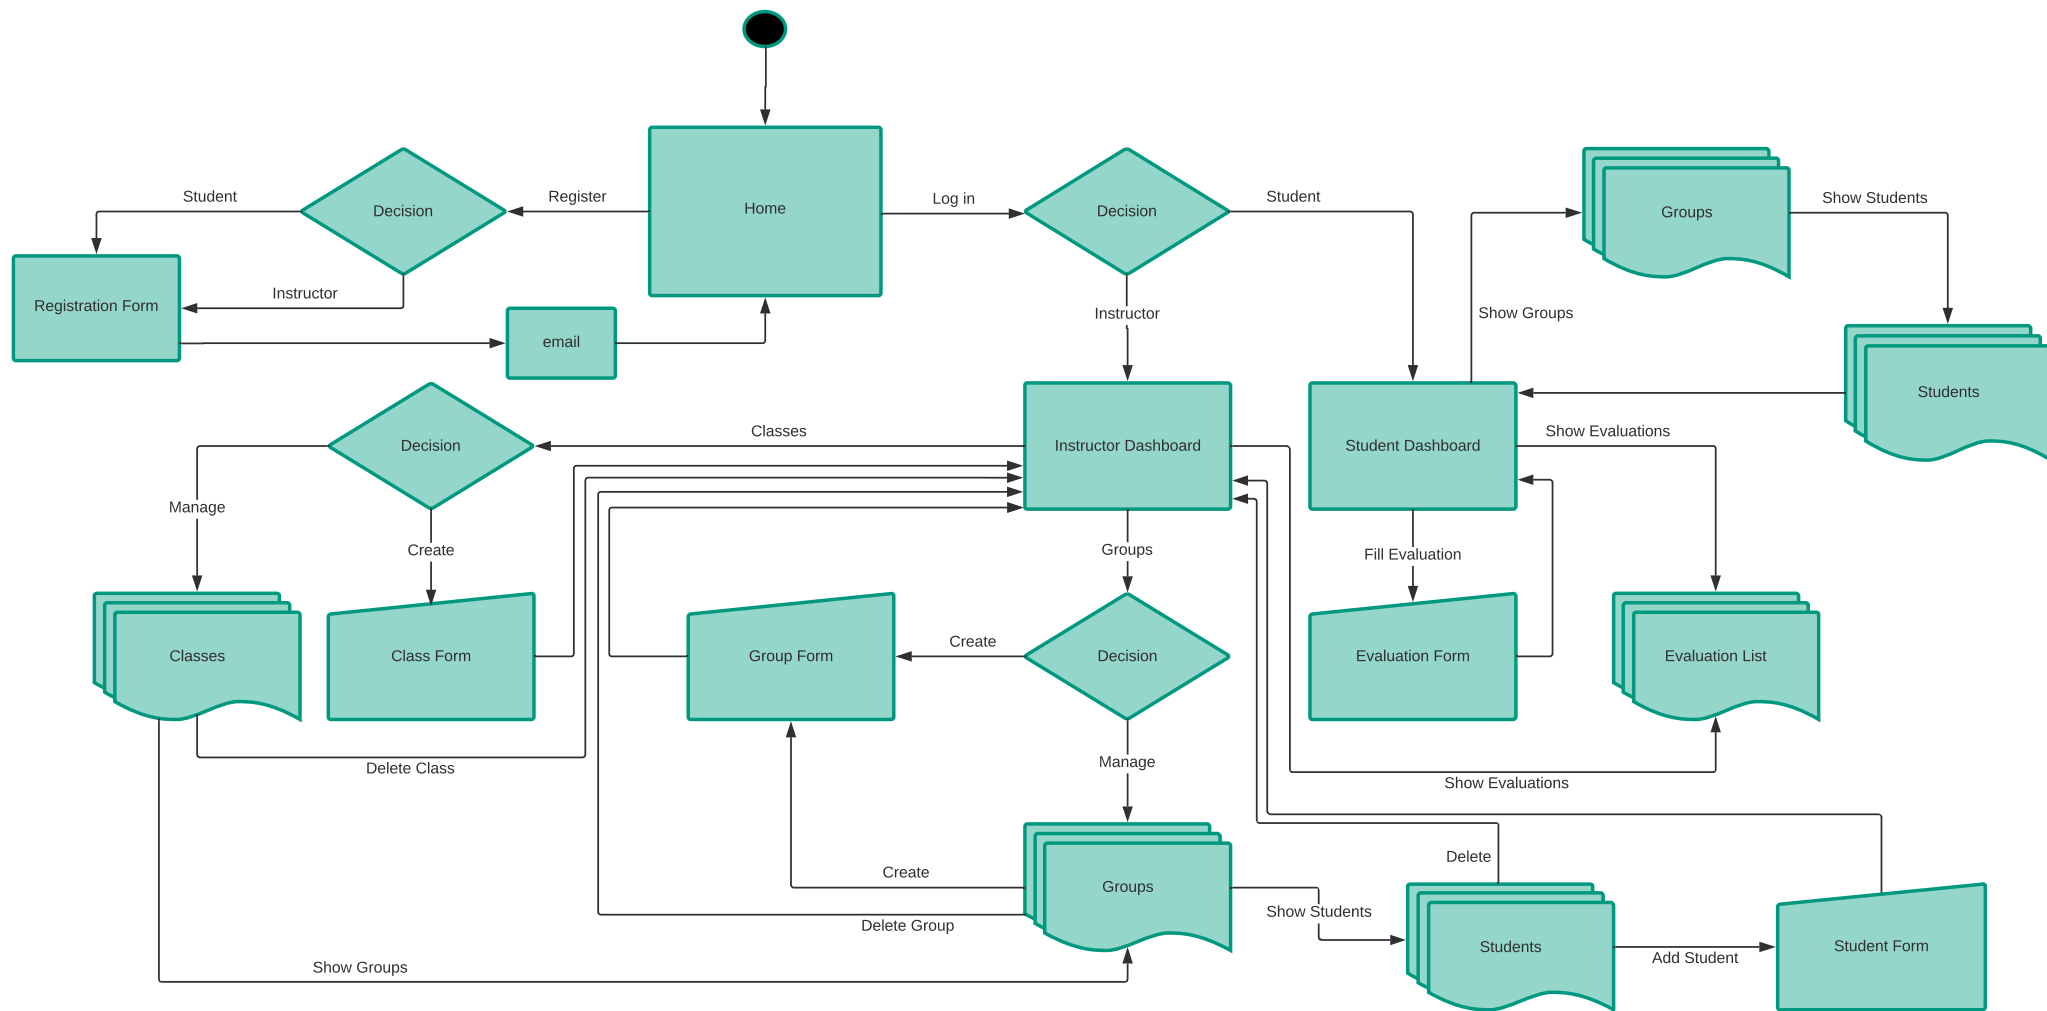 Student
Decision
Register
Home
Log in
Decision
Student
Groups
Show Students
Registration Form
Instructor
email
Instructor
Show Groups
Students
Decision
Classes
Instructor Dashboard
Student Dashboard
Show Evaluations
Manage
Create
Groups
Fill Evaluation
Classes
Class Form
Group Form
Create
Decision
Evaluation Form
Evaluation List
Delete Class
Manage
Show Evaluations
Create
Groups
Delete Group
Show Students
Delete
Students
Add Student
Student Form
Show Groups